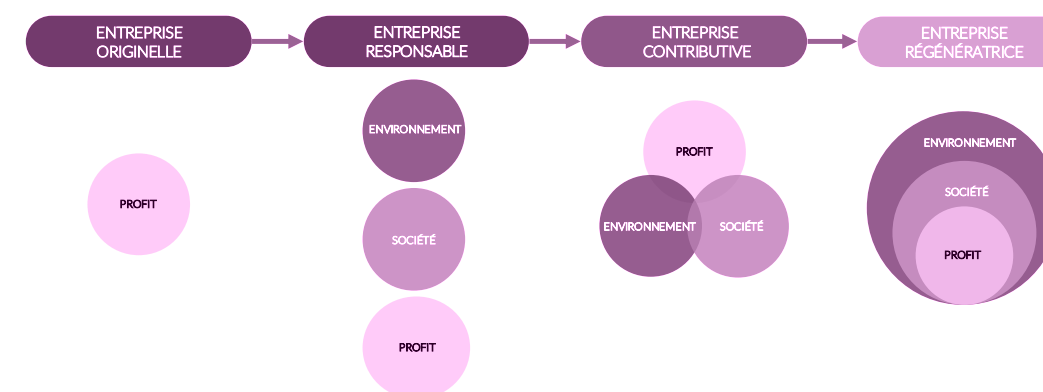 ENTREPRISE
ORIGINELLE
ENTREPRISE
RESPONSABLE
ENTREPRISE
CONTRIBUTIVE
ENTREPRISE
RÉGÉNÉRATRICE
PROFIT
ENVIRONNEMENT
SOCIÉTÉ
PROFIT
PROFIT
ENVIRONNEMENT
SOCIÉTÉ
ENVIRONNEMENT
SOCIÉTÉ
PROFIT